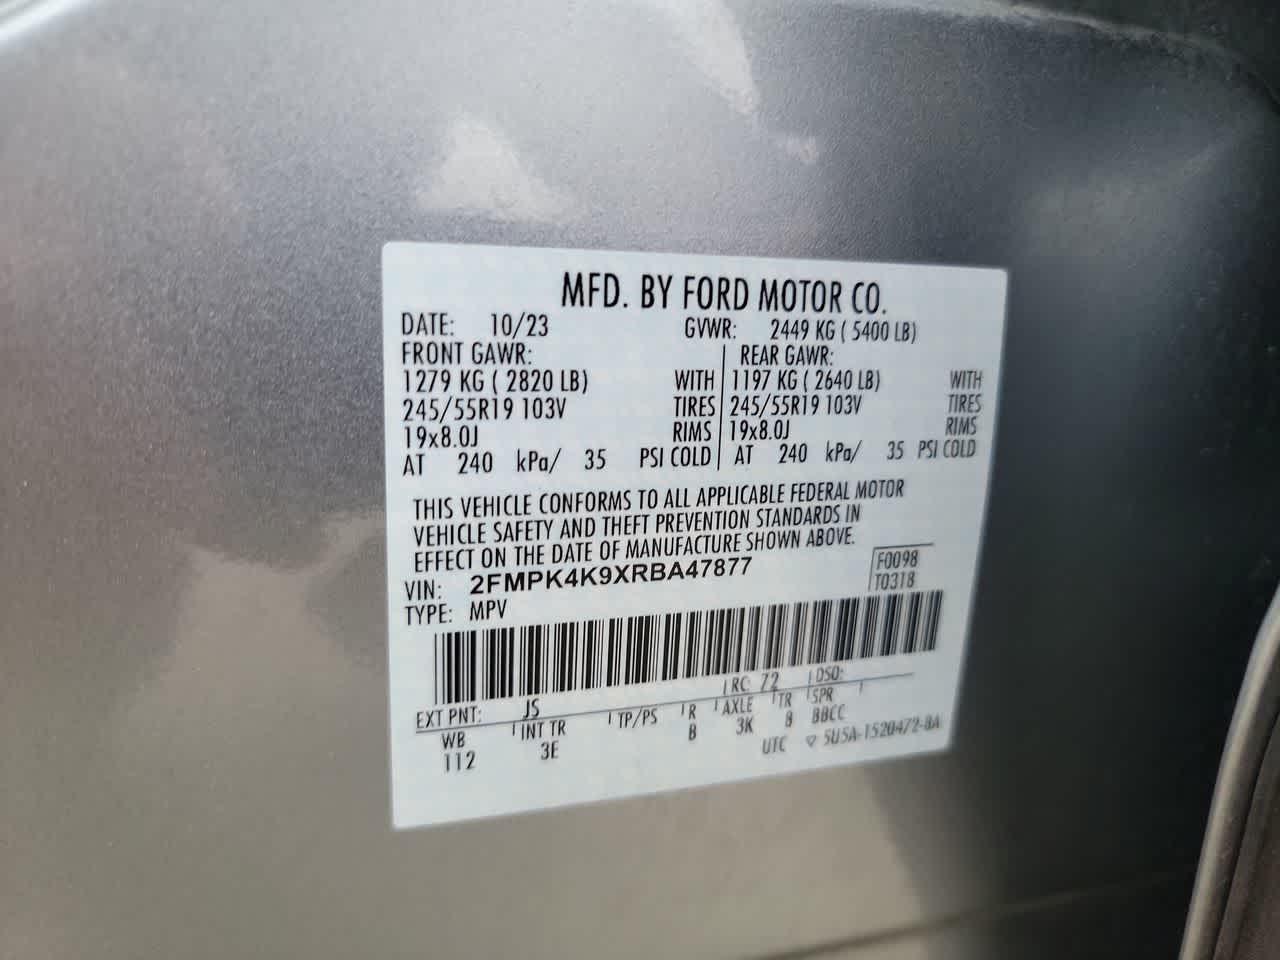 MFD. BY FORD MOTOR CO.
DATE: 10/23 GVWR: 2449 KG ( 5400 LB)
FRONT GAWR: REAR GAWR:
1279 KG ( 2820 LB) WITH 1197 KG ( 2640 LB) WITH
245/55R19 103V TIRES 245/55R19 103V TIRES
19x8.0J RIMS 19x8.0J RIMS
AT 240 kPa/ 35 PSI COLD AT 240 kPa/ 35 PSI COLD
THIS VEHICLE CONFORMS TO ALL APPLICABLE FEDERAL MOTOR
VEHICLE SAFETY AND THEFT PREVENTION STANDARDS IN
EFFECT ON THE DATE OF MANUFACTURE SHOWN ABOVE.
VIN: 2FMPK4K9XRBA47877 F0098
TYPE: MPV T0318
EXT PNT: JS RC: 72 DSO:
WB INT TR TP/PS R AXLE TR SPR
112 3E B 3K 8 BBCC
UTC ▽ 5U5A-1520472-BA